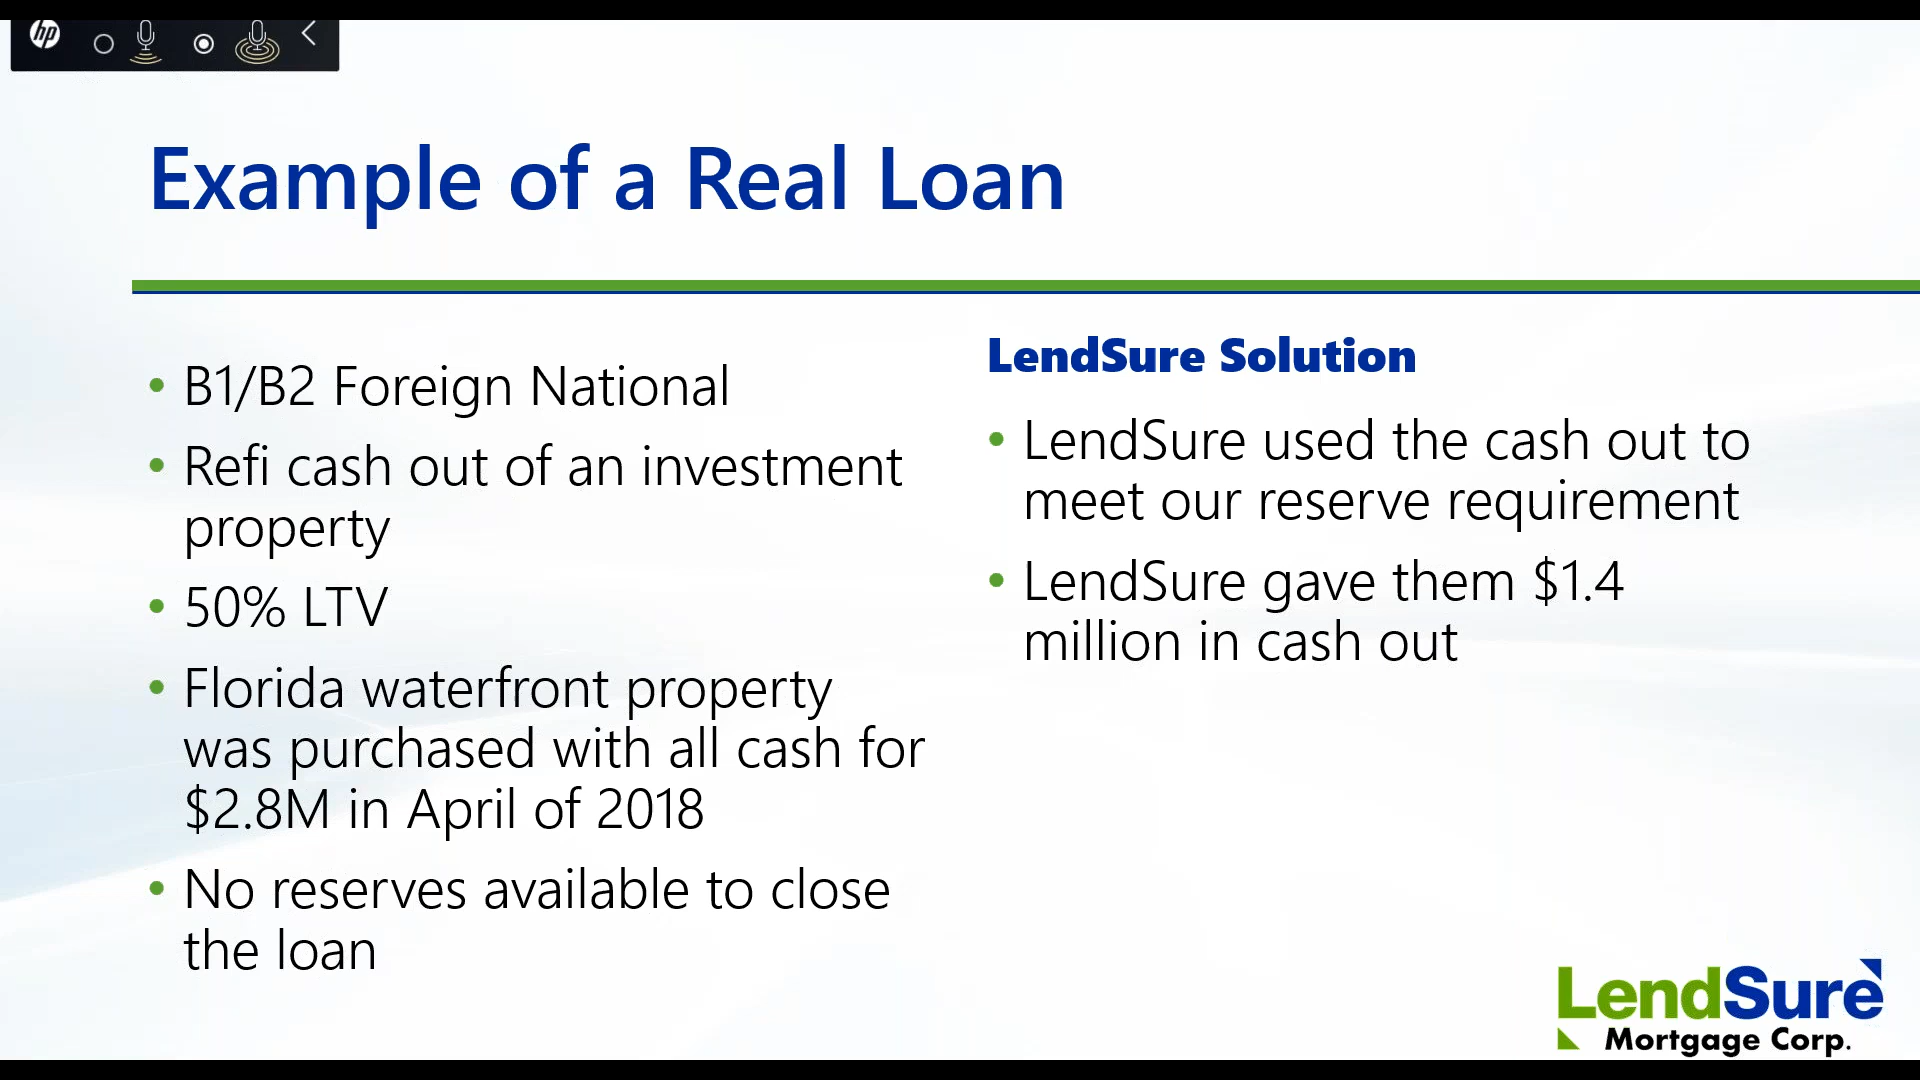 hp
Example of a Real Loan
• B1/B2 Foreign National
• Refi cash out of an investment
property
• 50% LTV
• Florida waterfront property
was purchased with all cash for
$2.8M in April of 2018
• No reserves available to close
the loan
LendSure Solution
• LendSure used the cash out to
meet our reserve requirement
• LendSure gave them $1.4
million in cash out
LendSure
Mortgage Corp.